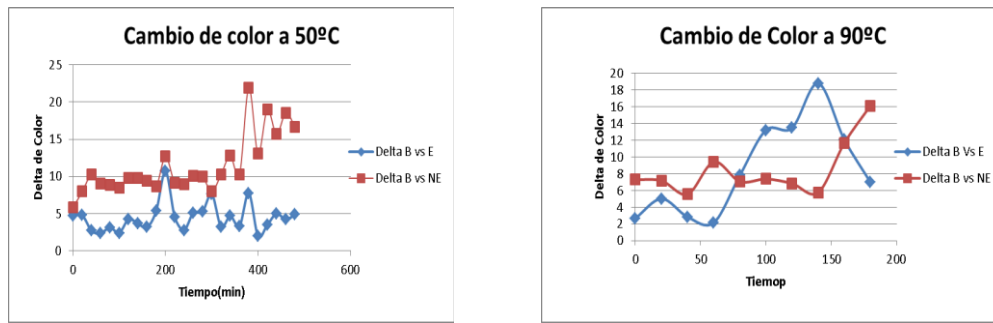 Cambio de color a 50ºC
25
20
15
10
5
0
0 200 400 600
Delta de Color
Tiempo(min)
Delta B vs E
Delta B vs NE
Cambio de Color a 90ºC
20
18
16
14
12
10
8
6
4
2
0
0 50 100 150 200
Delta de Color
Tiemop
Delta B Vs E
Delta B vs NE